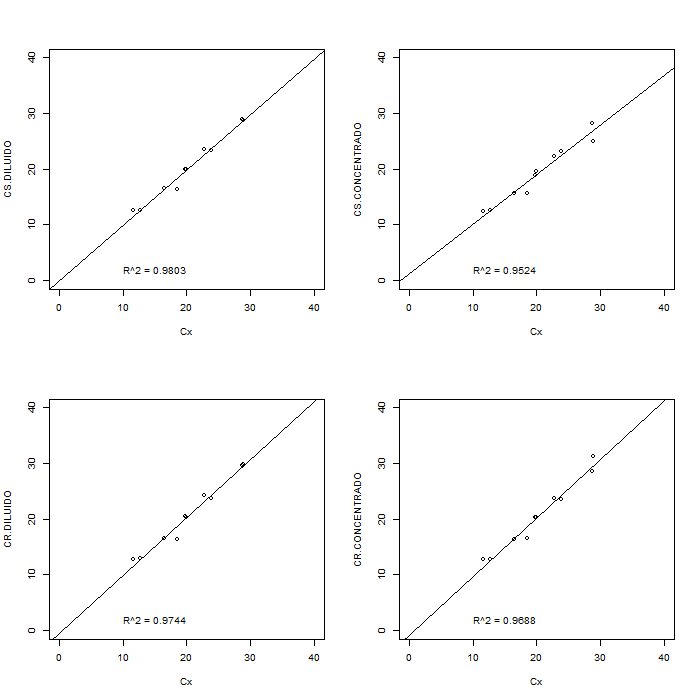 CS.DILUIDO
40
30
20
10
0
R^2 = 0.9803
0 10 20 30 40
Cx
CS.CONCENTRADO
40
30
20
10
0
R^2 = 0.9524
0 10 20 30 40
Cx
CR.DILUIDO
40
30
20
10
0
R^2 = 0.9744
0 10 20 30 40
Cx
CR.CONCENTRADO
40
30
20
10
0
R^2 = 0.9688
0 10 20 30 40
Cx